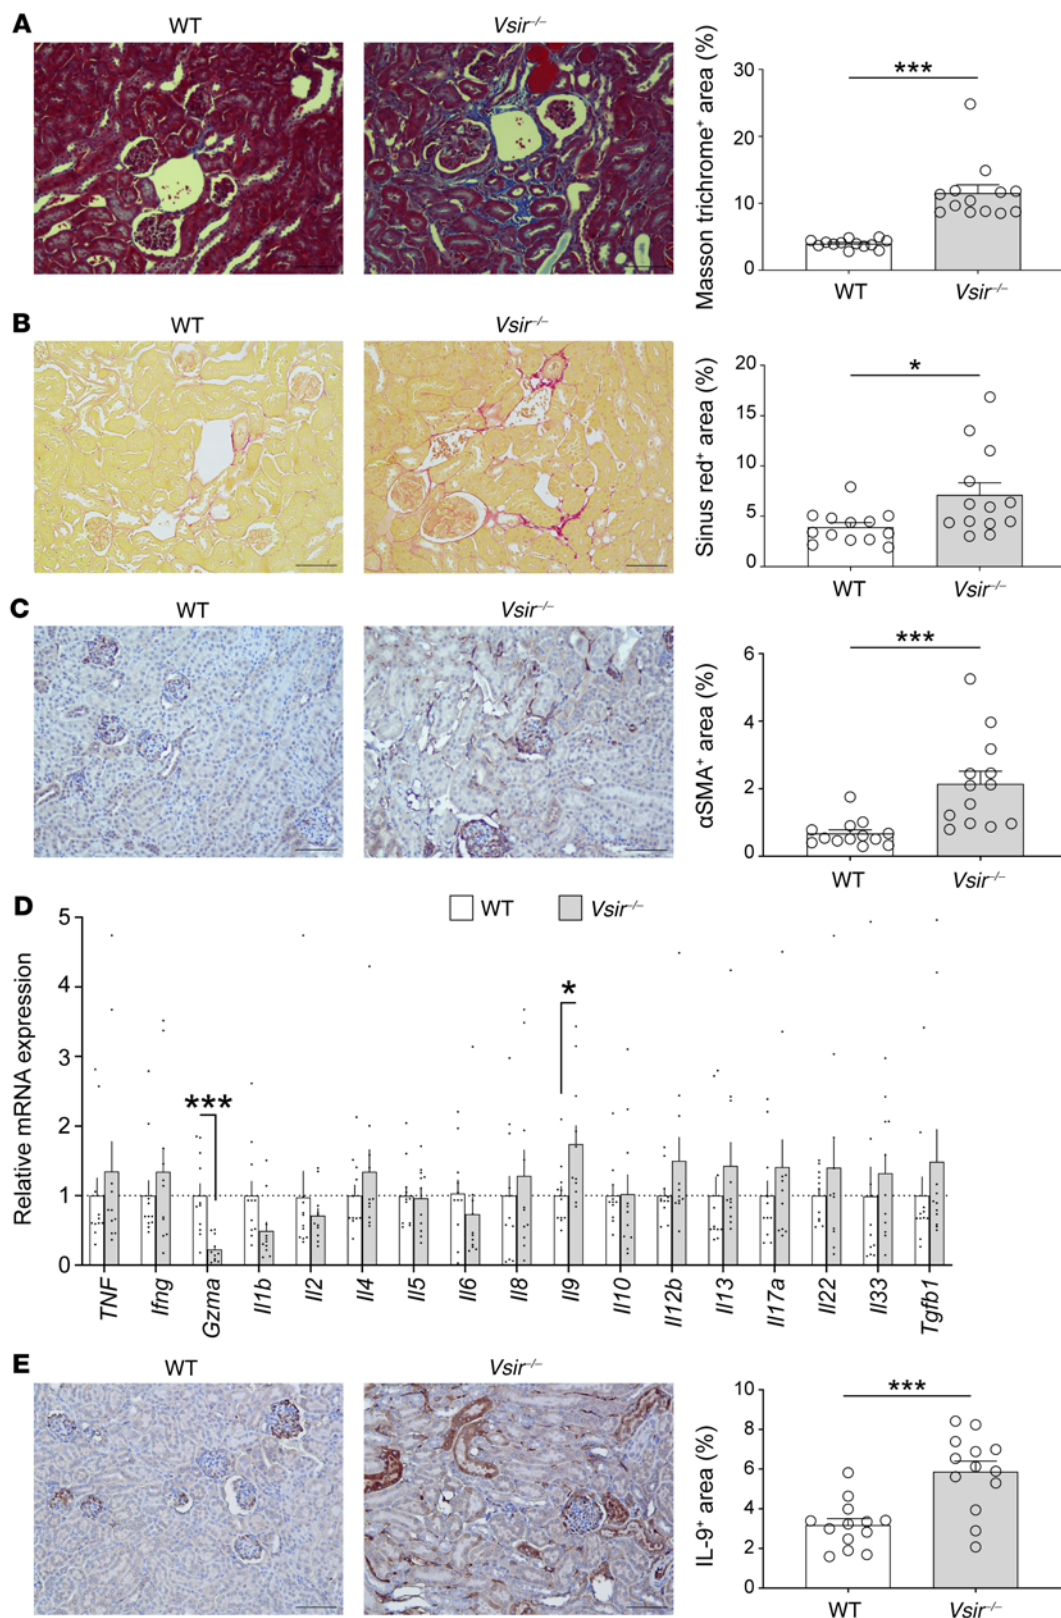 A
WT
Vsir⁻/⁻
Masson trichrome⁺ area (%)
30
20
10
0
***
WT
Vsir⁻/⁻
B
WT
Vsir⁻/⁻
Sinus red⁺ area (%)
20
15
10
5
0
*
WT
Vsir⁻/⁻
C
WT
Vsir⁻/⁻
αSMA⁺ area (%)
6
4
2
0
***
WT
Vsir⁻/⁻
D
WT
Vsir⁻/⁻
Relative mRNA expression
5
4
3
2
1
0
***
*
TNF
Ifng
Gzma
Il1b
Il2
Il4
Il5
Il6
Il8
Il9
Il10
Il12b
Il13
Il17a
Il22
Il33
Tgfb1
E
WT
Vsir⁻/⁻
IL-9⁺ area (%)
10
8
6
4
2
0
***
WT
Vsir⁻/⁻